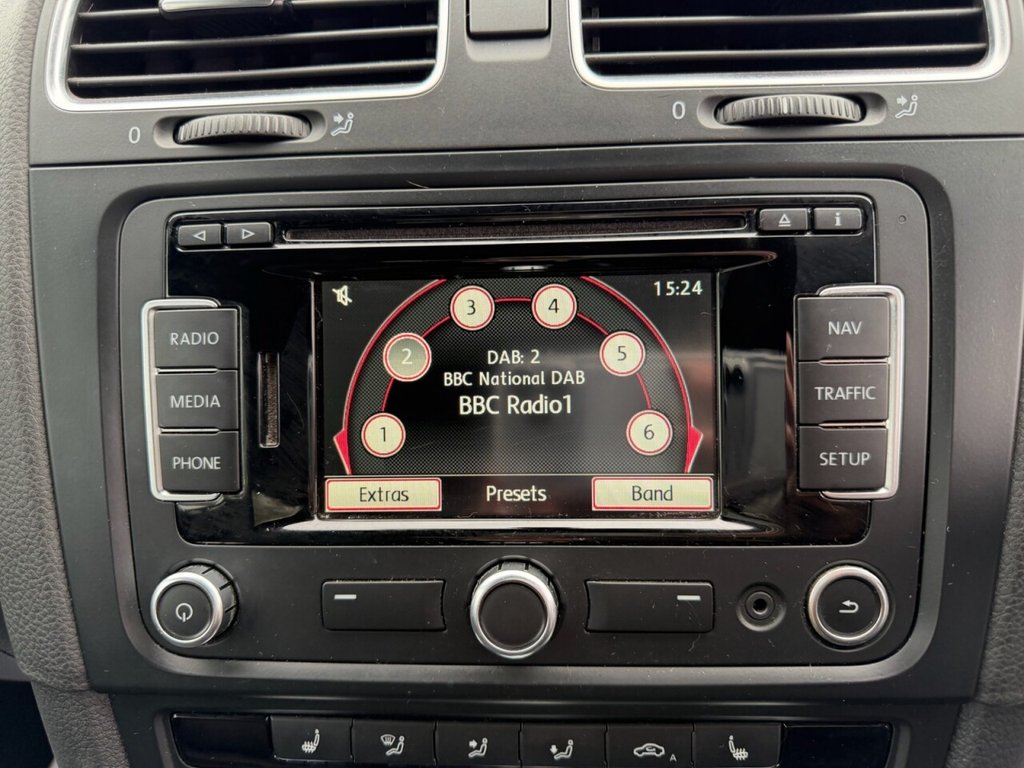 0
0
i
RADIO
MEDIA
PHONE
15:24
3
4
2
5
1
6
DAB: 2
BBC National DAB
BBC Radio1
Extras
Presets
Band
NAV
TRAFFIC
SETUP
A